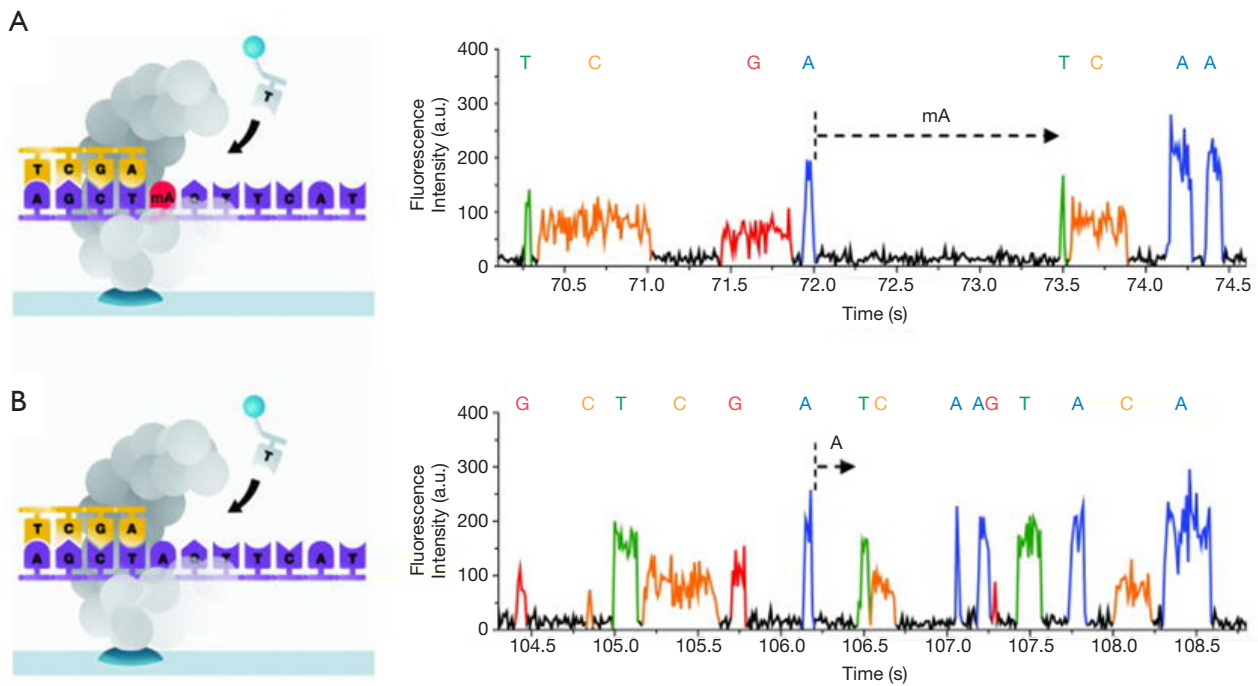 A
T
T C G A
A G C T mA T T C A T
400
300
200
100
0
Fluorescence
Intensity (a.u.)
T C G A T C A A
mA
70.5 71.0 71.5 72.0 72.5 73.0 73.5 74.0 74.5
Time (s)
B
T
T C G A
A G C T A T T C A T
400
300
200
100
0
Fluorescence
Intensity (a.u.)
G C T C G A T C A A G T A C A
A
104.5 105.0 105.5 106.0 106.5 107.0 107.5 108.0 108.5
Time (s)